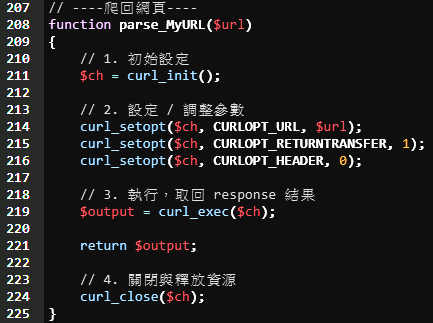 207 // ----爬回網頁----
208 function parse_MyURL($url)
209 {
210     // 1. 初始設定
211     $ch = curl_init();
212
213     // 2. 設定 / 調整參數
214     curl_setopt($ch, CURLOPT_URL, $url);
215     curl_setopt($ch, CURLOPT_RETURNTRANSFER, 1);
216     curl_setopt($ch, CURLOPT_HEADER, 0);
217
218     // 3. 執行，取回 response 結果
219     $output = curl_exec($ch);
220
221     return $output;
222
223     // 4. 關閉與釋放資源
224     curl_close($ch);
225 }